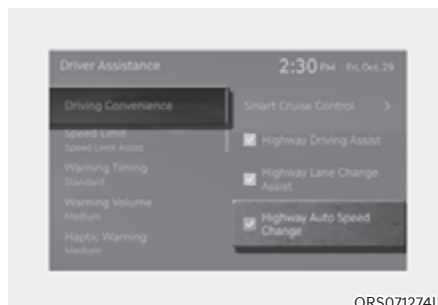 Driver Assistance
2:30 PM Fri, Oct. 29
Driving Convenience
Speed Limit
Speed Limit Assist
Warning Timing
Standard
Warning Volume
Medium
Haptic Warning
Medium
Smart Cruise Control >
Highway Driving Assist
Highway Lane Change
Assist
Highway Auto Speed
Change